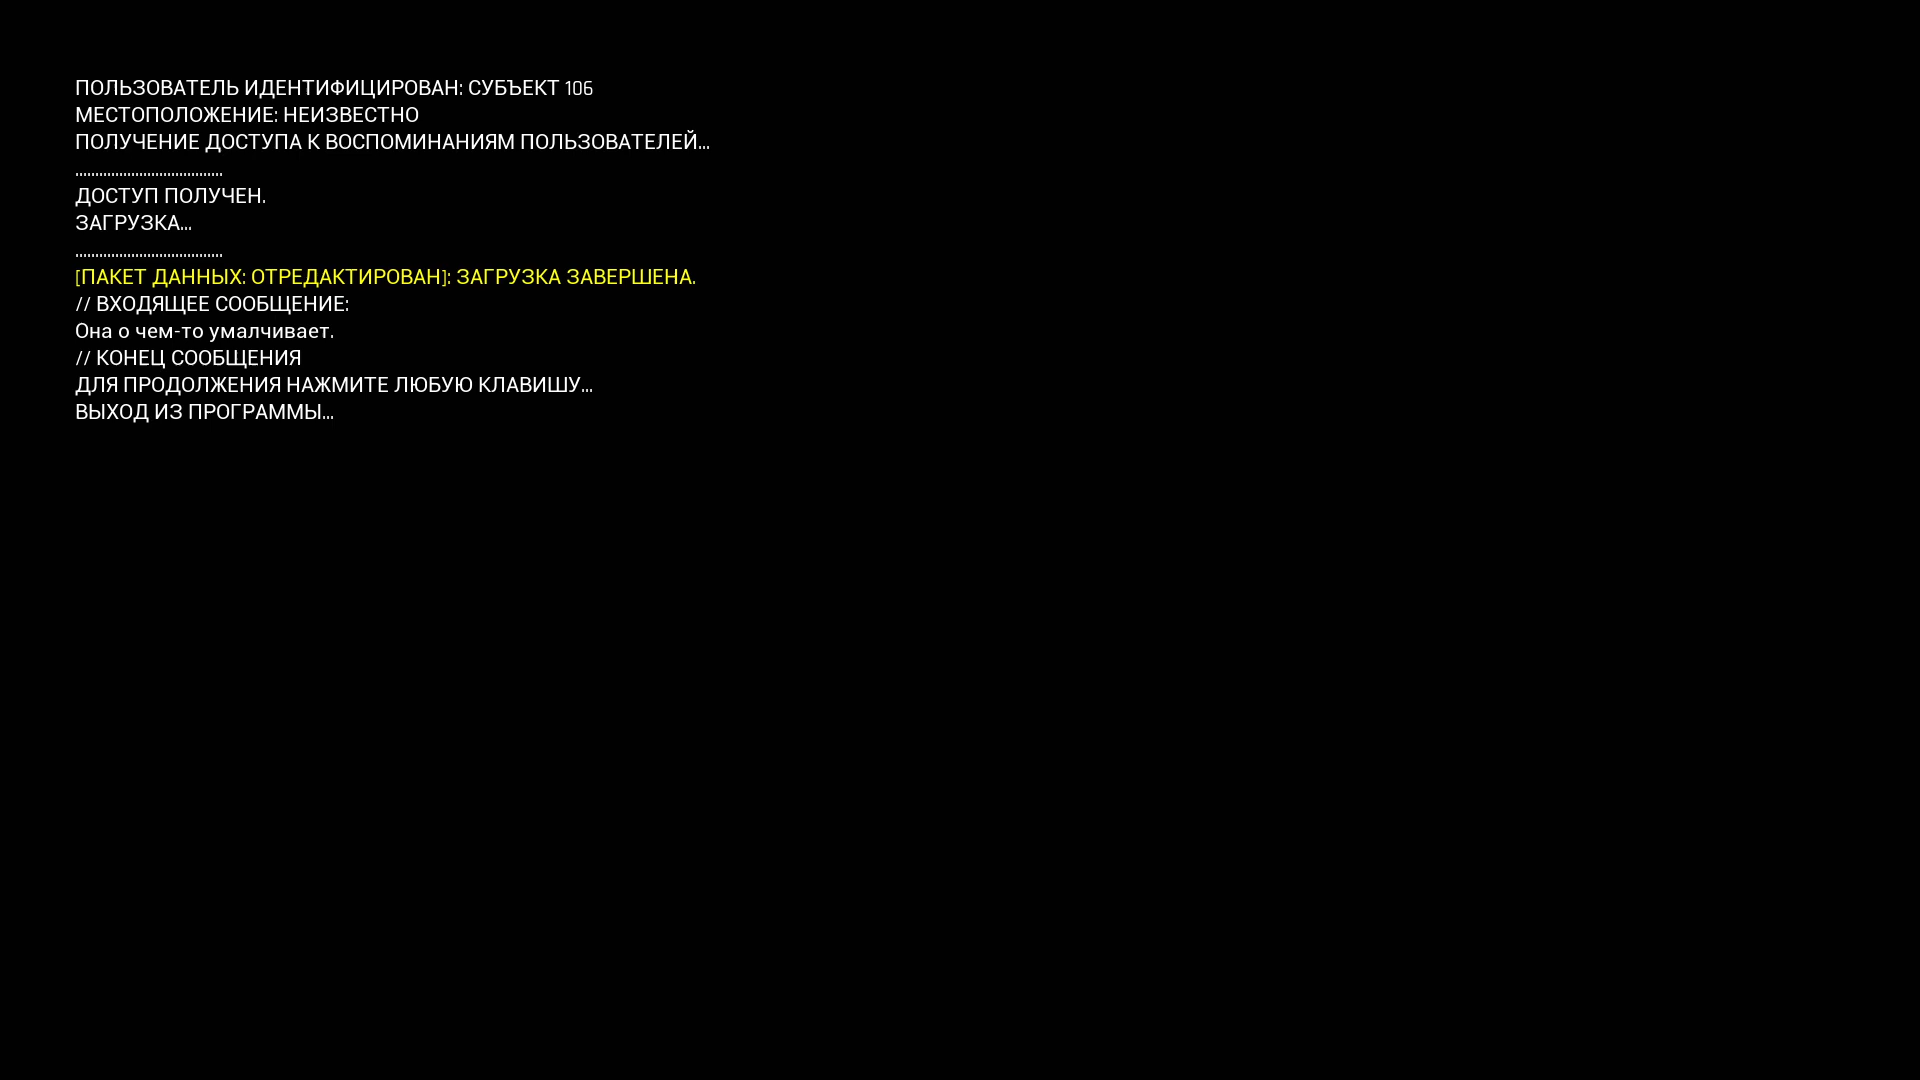 ПОЛЬЗОВАТЕЛЬ ИДЕНТИФИЦИРОВАН: СУБЪЕКТ 106
МЕСТОПОЛОЖЕНИЕ: НЕИЗВЕСТНО
ПОЛУЧЕНИЕ ДОСТУПА К ВОСПОМИНАНИЯМ ПОЛЬЗОВАТЕЛЕЙ...
.....................................
ДОСТУП ПОЛУЧЕН.
ЗАГРУЗКА...
.....................................
[ПАКЕТ ДАННЫХ: ОТРЕДАКТИРОВАН]: ЗАГРУЗКА ЗАВЕРШЕНА.
// ВХОДЯЩЕЕ СООБЩЕНИЕ:
Она о чем-то умалчивает.
// КОНЕЦ СООБЩЕНИЯ
ДЛЯ ПРОДОЛЖЕНИЯ НАЖМИТЕ ЛЮБУЮ КЛАВИШУ...
ВЫХОД ИЗ ПРОГРАММЫ...